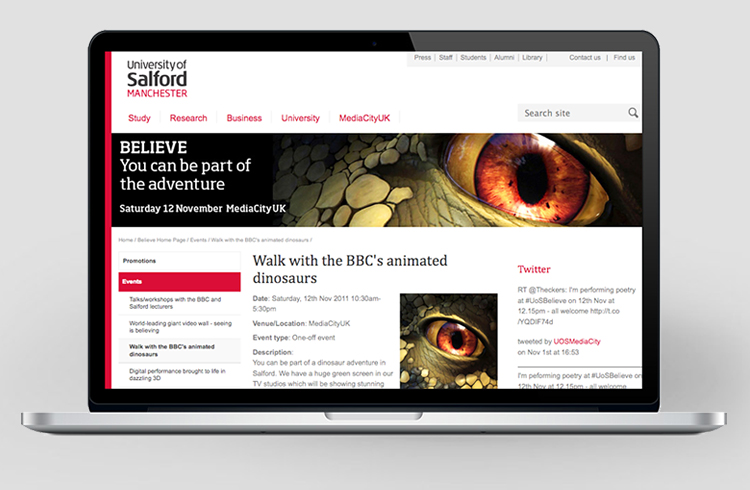 University of
Salford
MANCHESTER
Press | Staff | Students | Alumni | Library | Contact us | Find us
Study Research Business University MediaCityUK
Search site
BELIEVE
You can be part of
the adventure
Saturday 12 November MediaCityUK
Home / Believe Home Page / Events / Walk with the BBC's animated dinosaurs /
Promotions
Events
Talks/workshops with the BBC and
Salford lecturers
World-leading giant video wall - seeing
is believing
Walk with the BBC's animated
dinosaurs
Digital performance brought to life in
dazzling 3D
Walk with the BBC's animated
dinosaurs
Date: Saturday, 12th Nov 2011 10:30am-
5:30pm
Venue/Location: MediaCityUK
Event type: One-off event
Description:
You can be part of a dinosaur adventure in
Salford. We have a huge green screen in our
TV studios which will be showing stunning
Twitter
RT @Theckers: I'm performing poetry
at #UoSBelieve on 12th Nov at
12.15pm - all welcome http://t.co
/YQDIF74d
tweeted by UOSMediaCity
on Nov 1st at 16:53
I'm peforming poetry at #UoSBelieve on
12th Nov at 12.15pm - all welcome